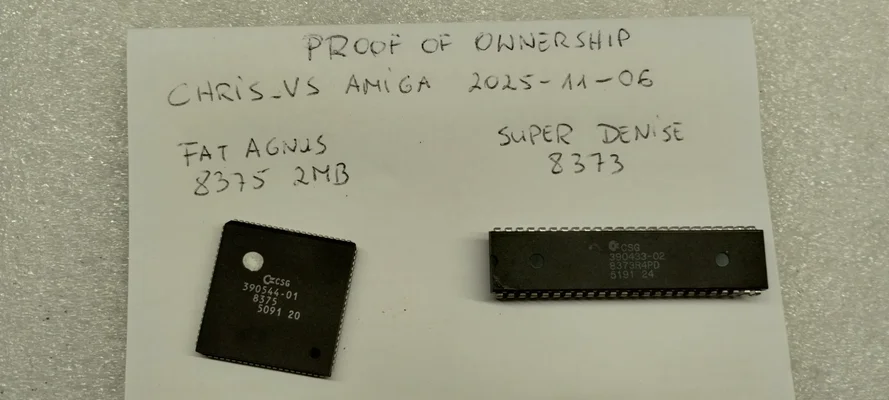 PROOF OF OWNERSHIP
CHRIS_VS AMIGA 2025-11-06
FAT AGNUS
8375 2MB
SUPER DENISE
8373
CSG
390544-01
8375
5091 20
CSG
390433-02
8373R4PD
5191 24